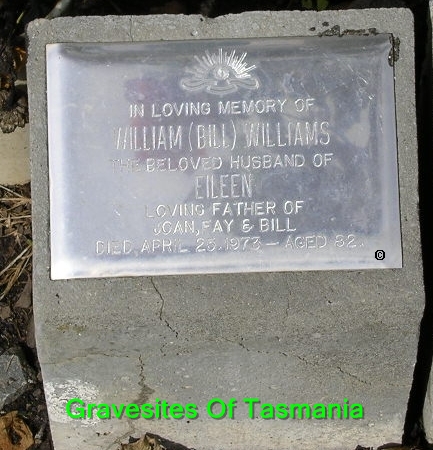 IN LOVING MEMORY OF
WILLIAM (BILL) WILLIAMS
THE BELOVED HUSBAND OF
EILEEN
LOVING FATHER OF
JOAN, FAY & BILL
DIED APRIL 25. 1973 — AGED 52.
©
Gravesites Of Tasmania